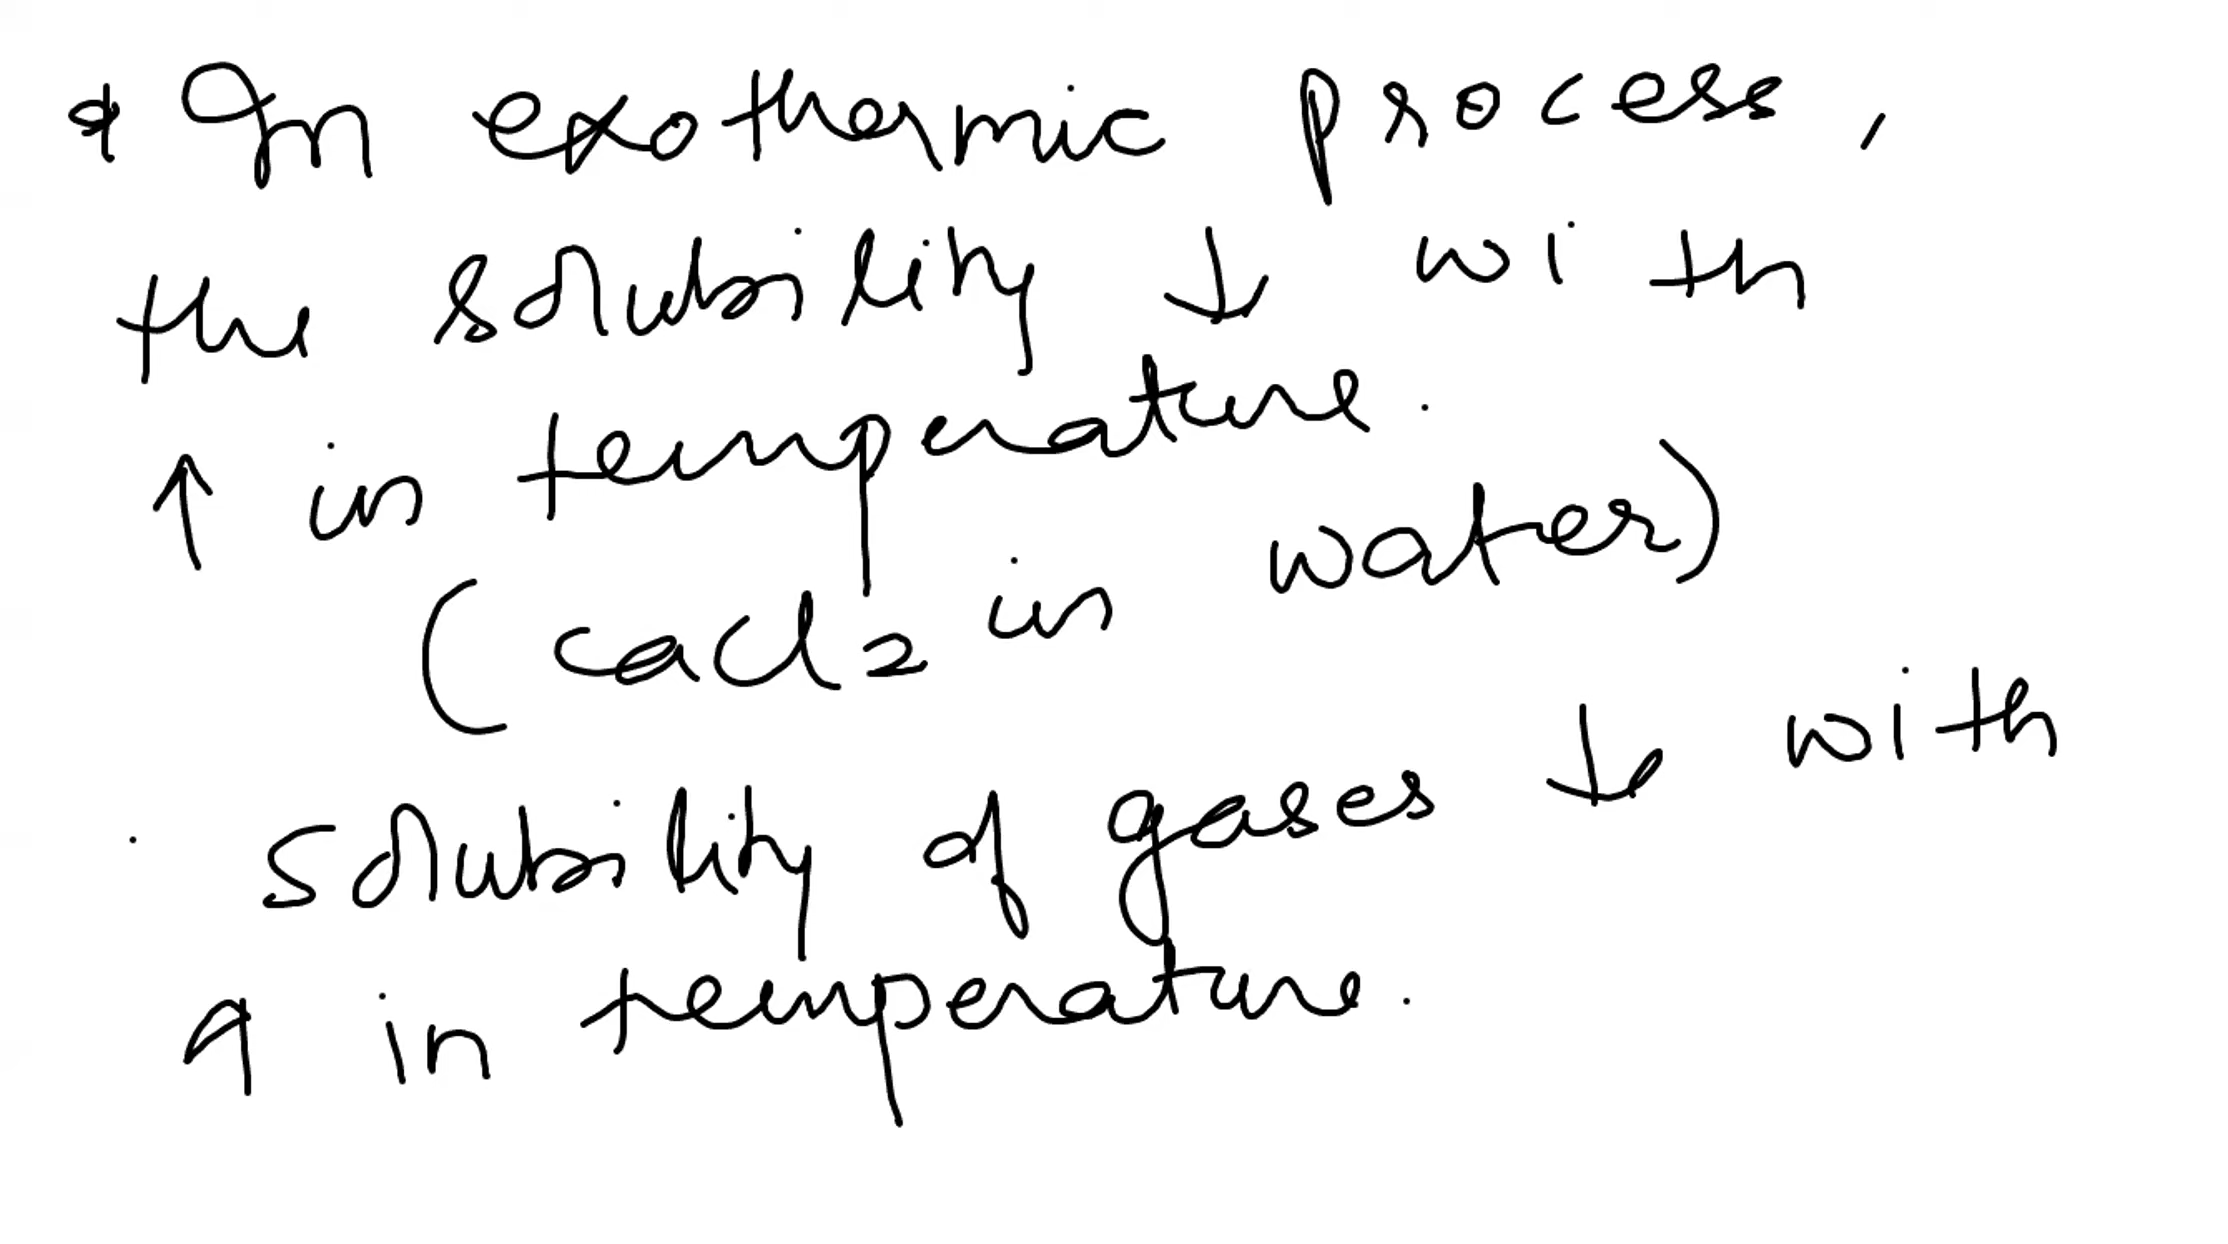 * In exothermic process,
the solubility ↓ with
↑ in temperature.
(cacl2 in water)
. solubility of gases ↓ with
↑ in temperature.